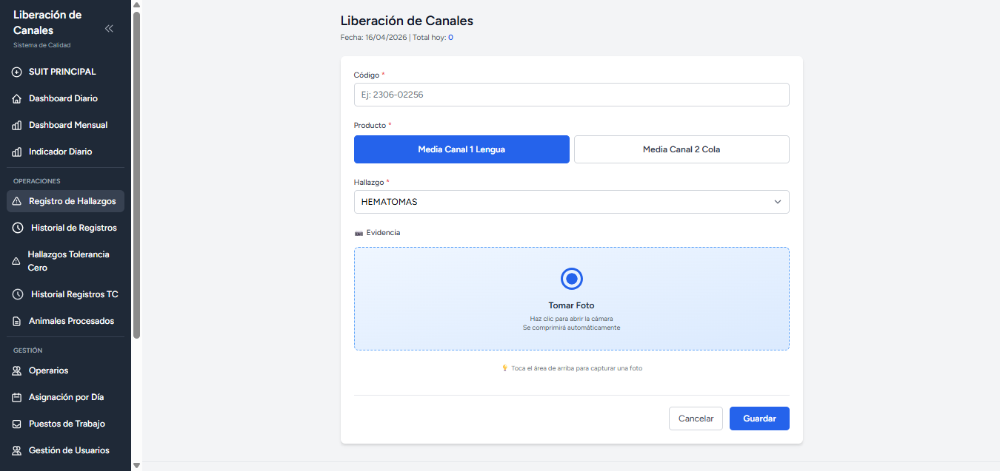 Liberación de
Canales
Sistema de Calidad
SUIT PRINCIPAL
Dashboard Diario
Dashboard Mensual
Indicador Diario
OPERACIONES
Registro de Hallazgos
Historial de Registros
Hallazgos Tolerancia
Cero
Historial Registros TC
Animales Procesados
GESTIÓN
Operarios
Asignación por Día
Puestos de Trabajo
Gestión de Usuarios
Liberación de Canales
Fecha: 16/04/2026 | Total hoy: 0
Código *
Ej: 2306-02256
Producto *
Media Canal 1 Lengua
Media Canal 2 Cola
Hallazgo *
HEMATOMAS
Evidencia
Tomar Foto
Haz clic para abrir la cámara
Se comprimirá automáticamente
Toca el área de arriba para capturar una foto
Cancelar
Guardar